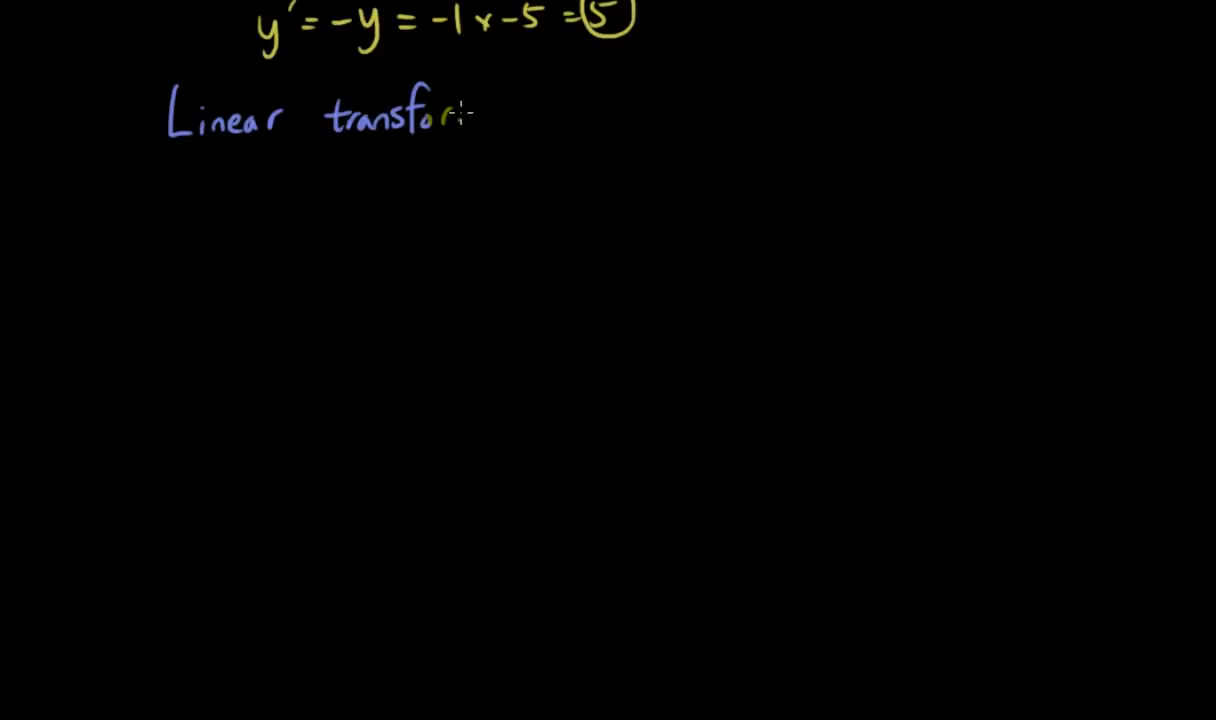 y' = -y = -1 × -5 = 5
Linear transfor